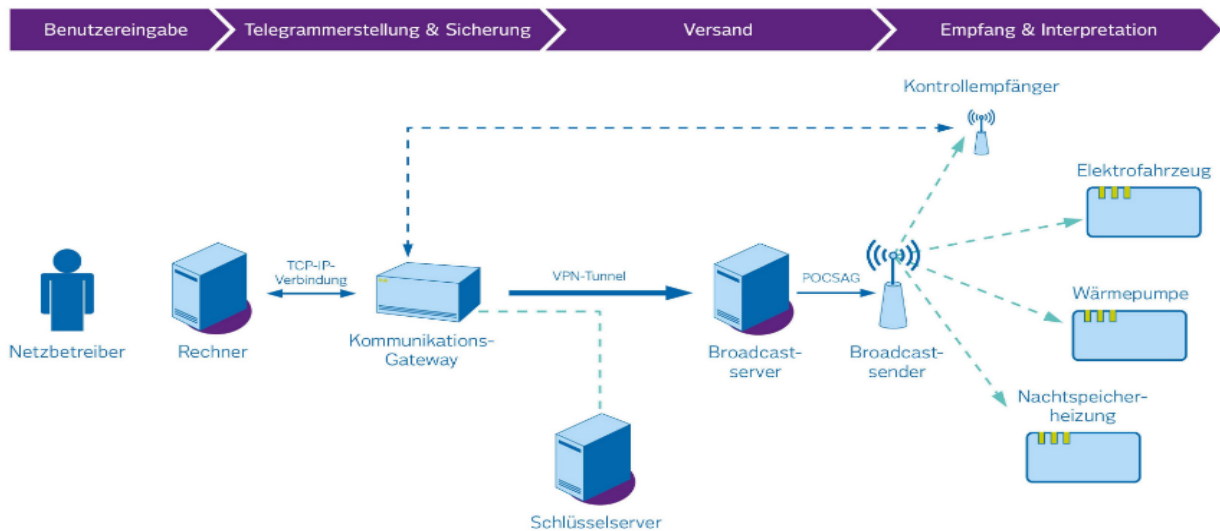 Benutzereingabe
Telegrammerstellung & Sicherung
Versand
Empfang & Interpretation
Kontrollempfänger
Elektrofahrzeug
TCP-IP-
Verbindung
VPN-Tunnel
POCSAG
Wärmepumpe
Netzbetreiber
Rechner
Kommunikations-
Gateway
Broadcast-
server
Broadcast-
sender
Nachtspeicher-
heizung
Schlüsselserver